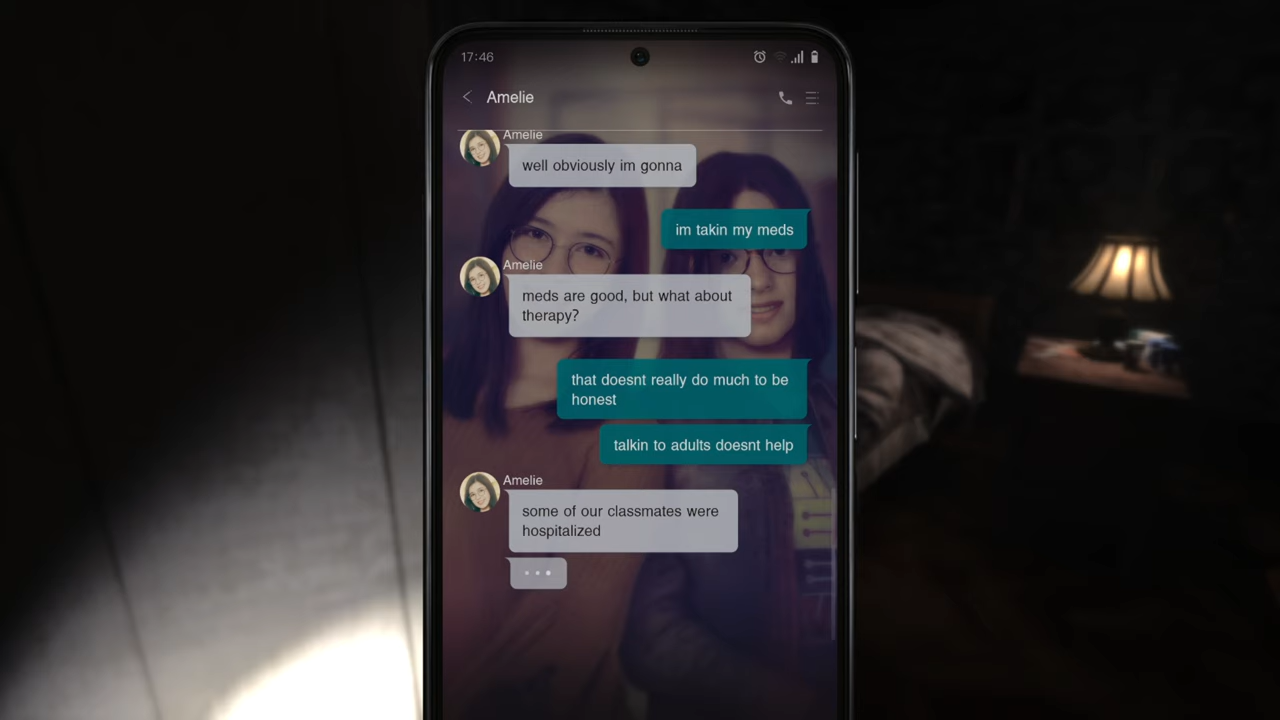 17:46
Amelie
Amelie
well obviously im gonna
im takin my meds
Amelie
meds are good, but what about
therapy?
that doesnt really do much to be
honest
talkin to adults doesnt help
Amelie
some of our classmates were
hospitalized